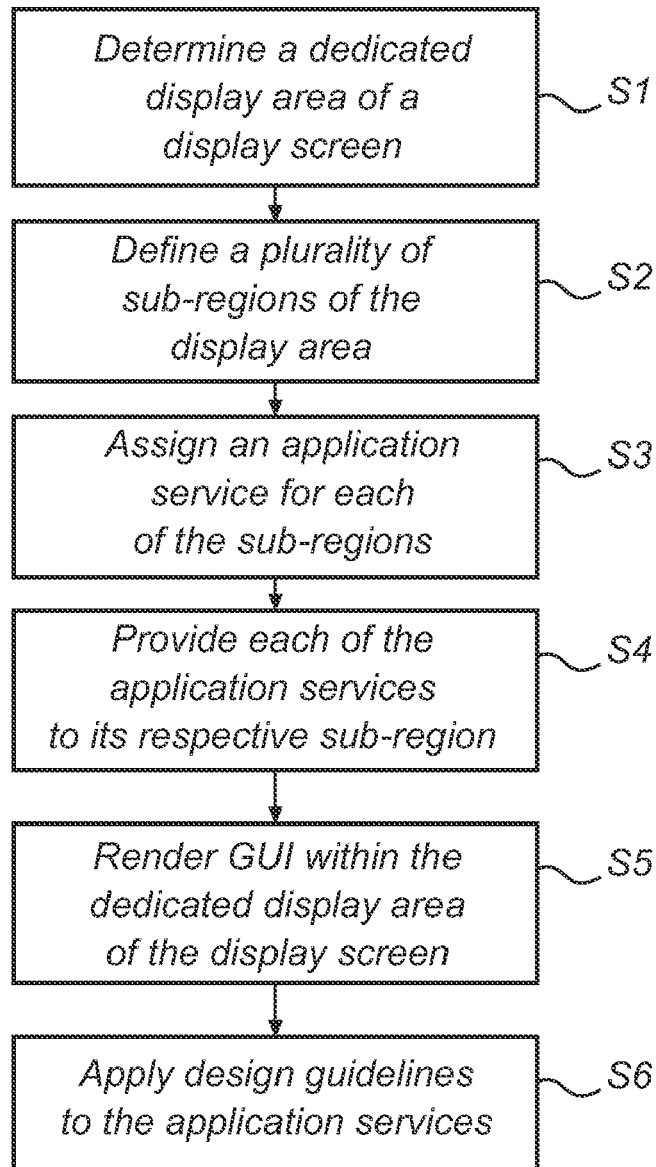 Determine a dedicated
display area of a
display screen
S1
Define a plurality of
sub-regions of the
display area
S2
Assign an application
service for each
of the sub-regions
S3
Provide each of the
application services
to its respective sub-region
S4
Render GUI within the
dedicated display area
of the display screen
S5
Apply design guidelines
to the application services
S6